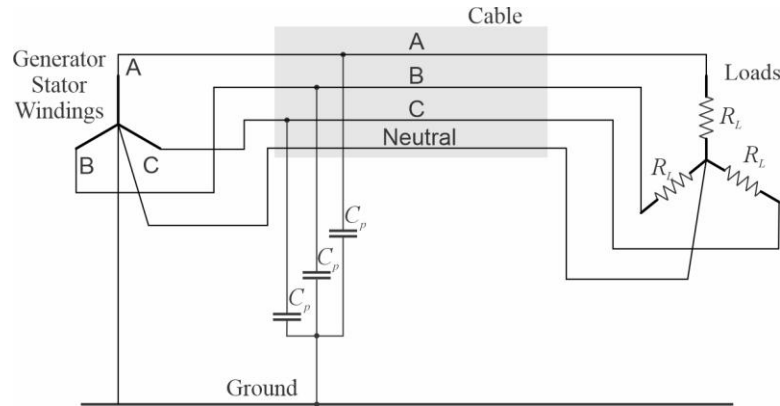 Cable
A
Generator
Stator
Windings
A
B
C
B
C
Neutral
Loads
R_L
R_L
R_L
C_p
C_p
C_p
Ground